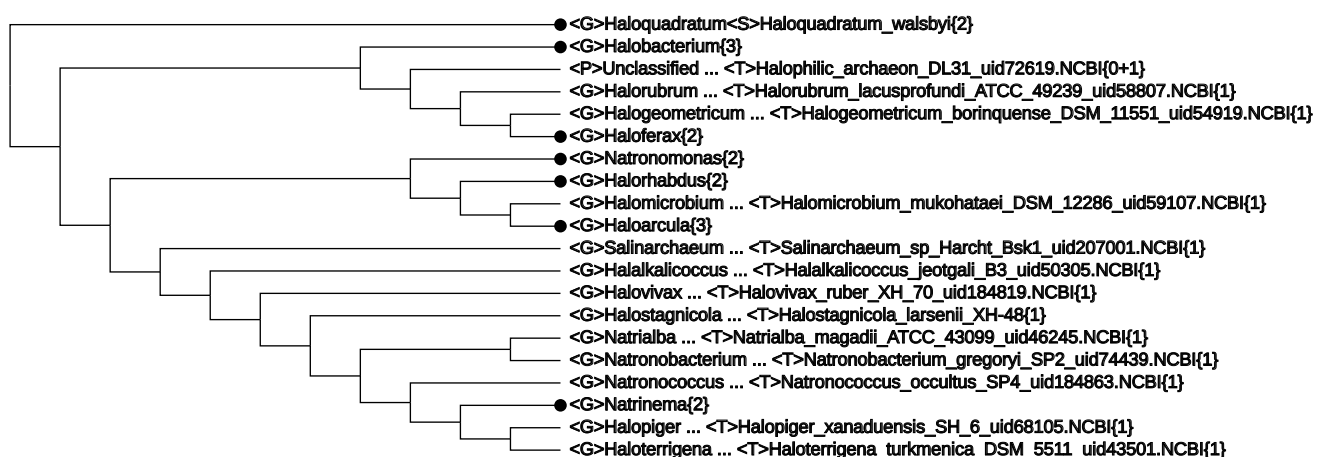 <G>Haloquadratum<S>Haloquadratum_walsbyi{2}
<G>Halobacterium{3}
<P>Unclassified ... <T>Halophilic_archaeon_DL31_uid72619.NCBI{0+1}
<G>Halorubrum ... <T>Halorubrum_lacusprofundi_ATCC_49239_uid58807.NCBI{1}
<G>Halogeometricum ... <T>Halogeometricum_borinquense_DSM_11551_uid54919.NCBI{1}
<G>Haloferax{2}
<G>Natronomonas{2}
<G>Halorhabdus{2}
<G>Halomicrobium ... <T>Halomicrobium_mukohataei_DSM_12286_uid59107.NCBI{1}
<G>Haloarcula{3}
<G>Salinarchaeum ... <T>Salinarchaeum_sp_Harcht_Bsk1_uid207001.NCBI{1}
<G>Halalkalicoccus ... <T>Halalkalicoccus_jeotgali_B3_uid50305.NCBI{1}
<G>Halovivax ... <T>Halovivax_ruber_XH_70_uid184819.NCBI{1}
<G>Halostagnicola ... <T>Halostagnicola_larsenii_XH-48{1}
<G>Natrialba ... <T>Natrialba_magadii_ATCC_43099_uid46245.NCBI{1}
<G>Natronobacterium ... <T>Natronobacterium_gregoryi_SP2_uid74439.NCBI{1}
<G>Natronococcus ... <T>Natronococcus_occultus_SP4_uid184863.NCBI{1}
<G>Natrinema{2}
<G>Halopiger ... <T>Halopiger_xanaduensis_SH_6_uid68105.NCBI{1}
<G>Haloterrigena ... <T>Haloterrigena_turkmenica_DSM_5511_uid43501.NCBI{1}